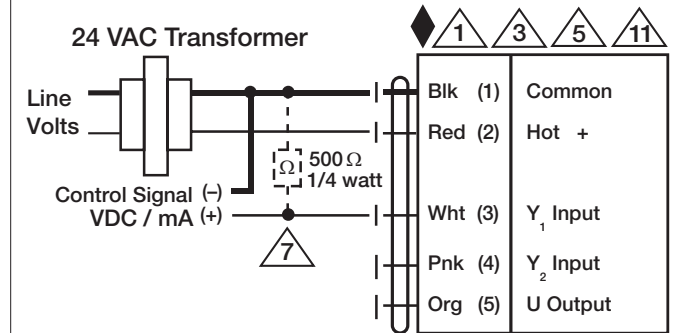 24 VAC Transformer
1 3 5 11
Line
Volts
Blk (1) Common
Red (2) Hot +
Ω 500 Ω
1/4 watt
Control Signal (–)
VDC / mA (+)
Wht (3) Y1 Input
7
Pnk (4) Y2 Input
Org (5) U Output